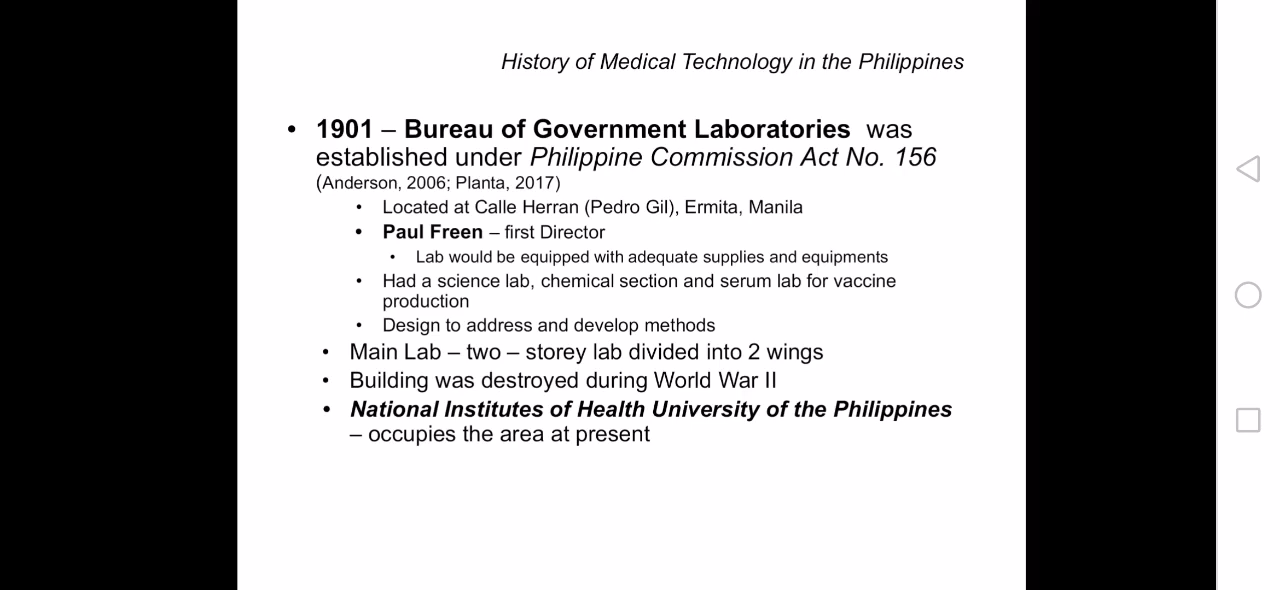 History of Medical Technology in the Philippines
• 1901 – Bureau of Government Laboratories was
established under Philippine Commission Act No. 156
(Anderson, 2006; Planta, 2017)
• Located at Calle Herran (Pedro Gil), Ermita, Manila
• Paul Freen – first Director
• Lab would be equipped with adequate supplies and equipments
• Had a science lab, chemical section and serum lab for vaccine
production
• Design to address and develop methods
• Main Lab – two – storey lab divided into 2 wings
• Building was destroyed during World War II
• National Institutes of Health University of the Philippines
– occupies the area at present